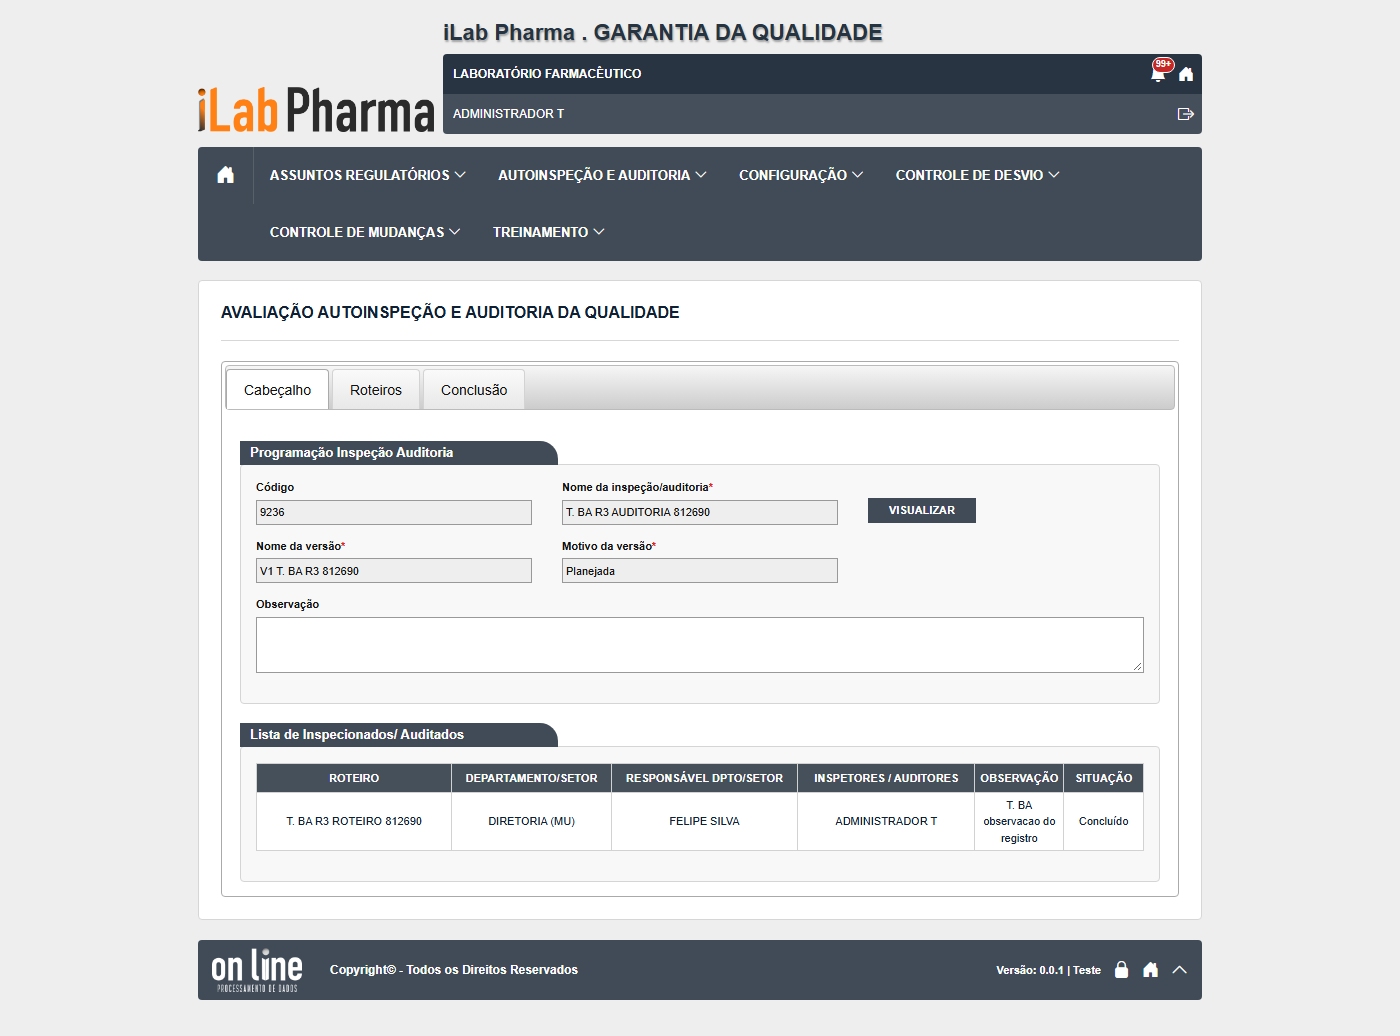 iLab Pharma . GARANTIA DA QUALIDADE
iLab Pharma
LABORATÓRIO FARMACÊUTICO
99+
ADMINISTRADOR T
ASSUNTOS REGULATÓRIOS
AUTOINSPEÇÃO E AUDITORIA
CONFIGURAÇÃO
CONTROLE DE DESVIO
CONTROLE DE MUDANÇAS
TREINAMENTO
AVALIAÇÃO AUTOINSPEÇÃO E AUDITORIA DA QUALIDADE
Cabeçalho
Roteiros
Conclusão
Programação Inspeção Auditoria
Código
Nome da inspeção/auditoria*
9236
T. BA R3 AUDITORIA 812690
VISUALIZAR
Nome da versão*
Motivo da versão*
V1 T. BA R3 812690
Planejada
Observação
Lista de Inspecionados/ Auditados
ROTEIRO
DEPARTAMENTO/SETOR
RESPONSÁVEL DPTO/SETOR
INSPETORES / AUDITORES
OBSERVAÇÃO
SITUAÇÃO
T. BA R3 ROTEIRO 812690
DIRETORIA (MU)
FELIPE SILVA
ADMINISTRADOR T
T. BA
observacao do
registro
Concluído
on line
PROCESSAMENTO DE DADOS
Copyright© - Todos os Direitos Reservados
Versão: 0.0.1 | Teste